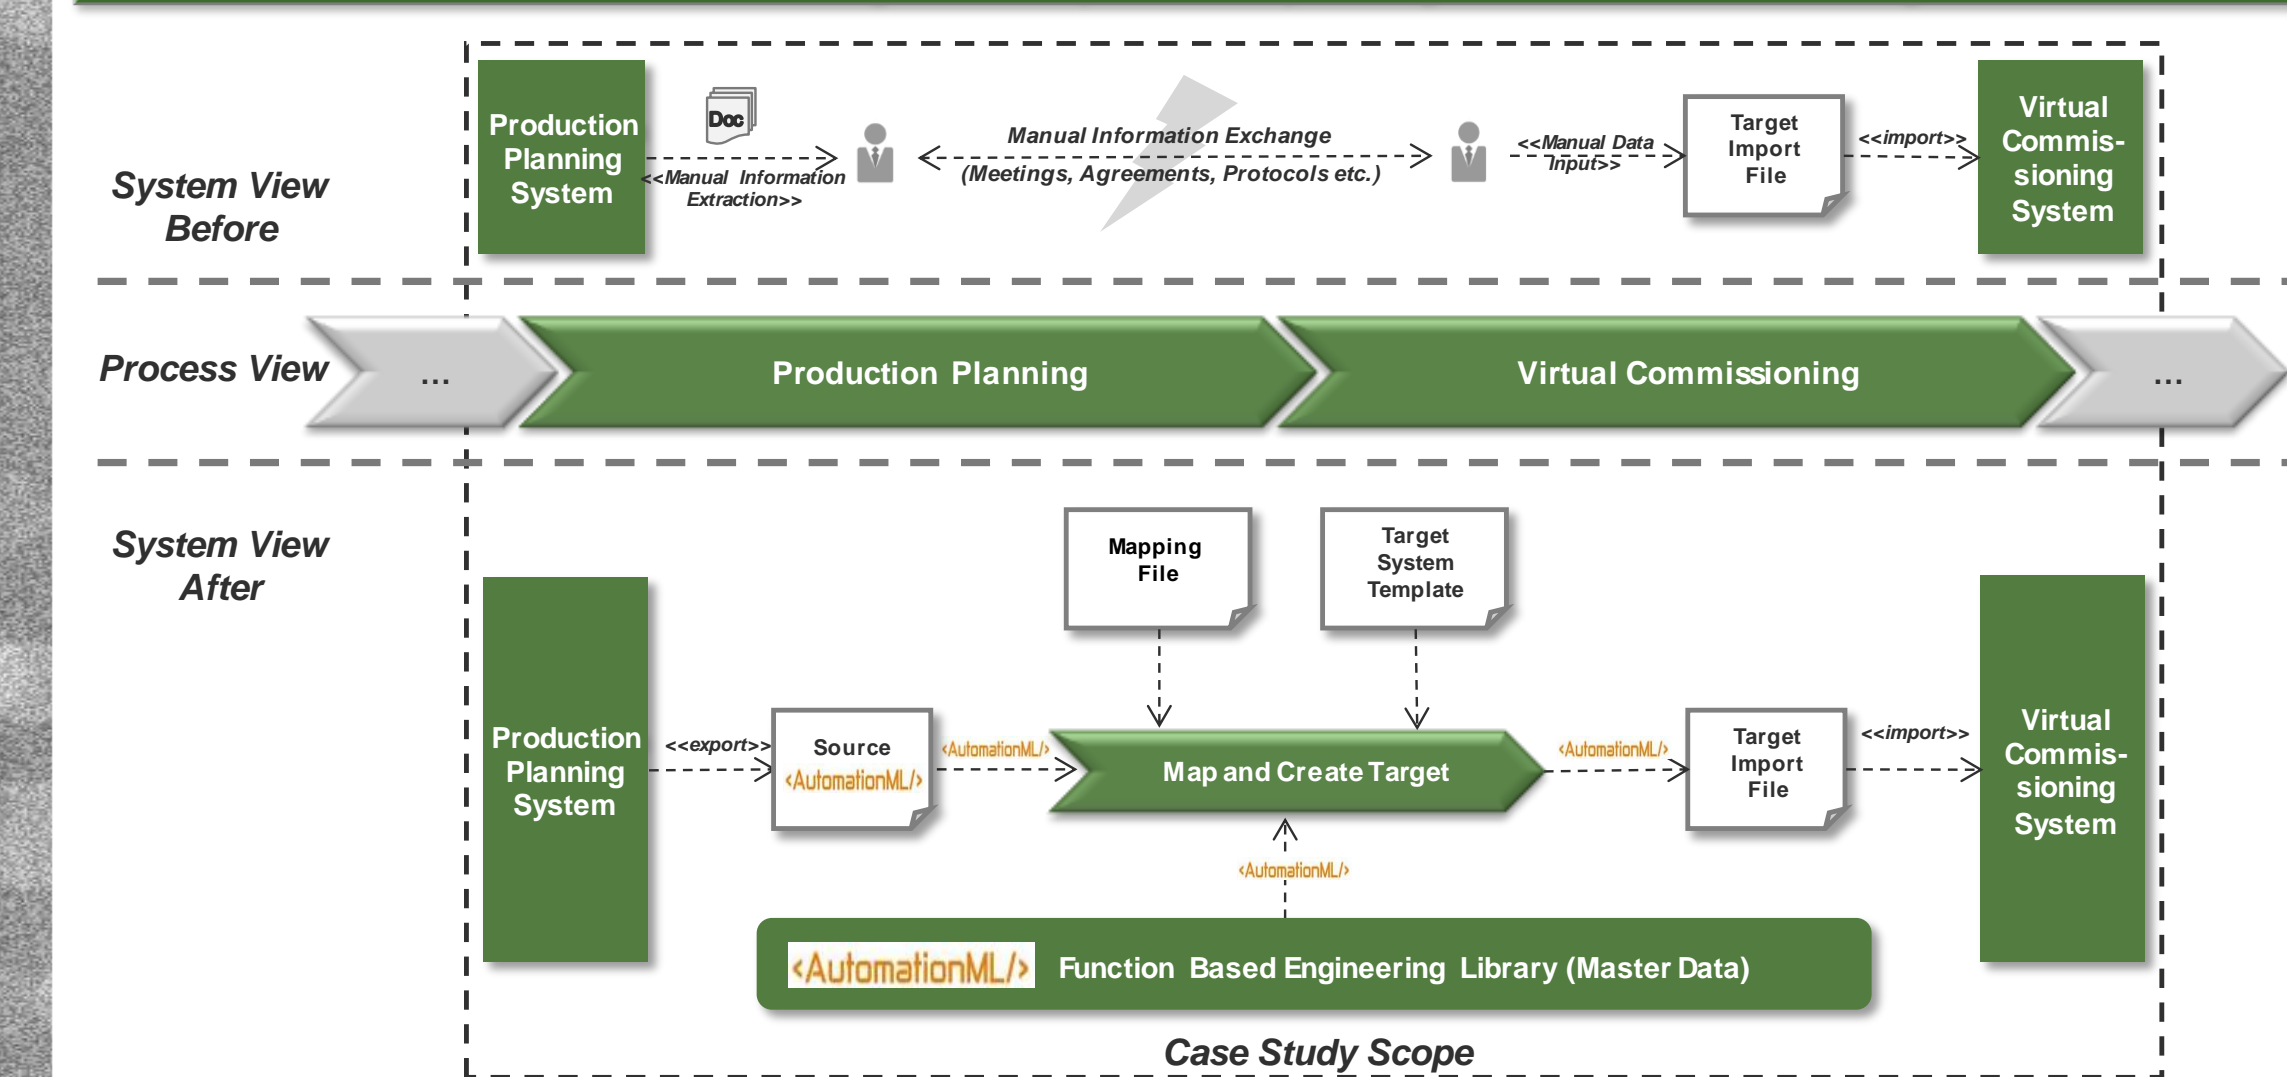 System View
Before
Production
Planning
System
Doc
<<Manual Information
Extraction>>
Manual Information Exchange
(Meetings, Agreements, Protocols etc.)
<<Manual Data
Input>>
Target
Import
File
<<import>>
Virtual
Commis-
sioning
System
Process View
...
Production Planning
Virtual Commissioning
...
System View
After
Mapping
File
Target
System
Template
Production
Planning
System
<<export>>
Source
<AutomationML/>
<AutomationML/>
Map and Create Target
<AutomationML/>
Target
Import
File
<<import>>
Virtual
Commis-
sioning
System
<AutomationML/>
<AutomationML/> Function Based Engineering Library (Master Data)
Case Study Scope